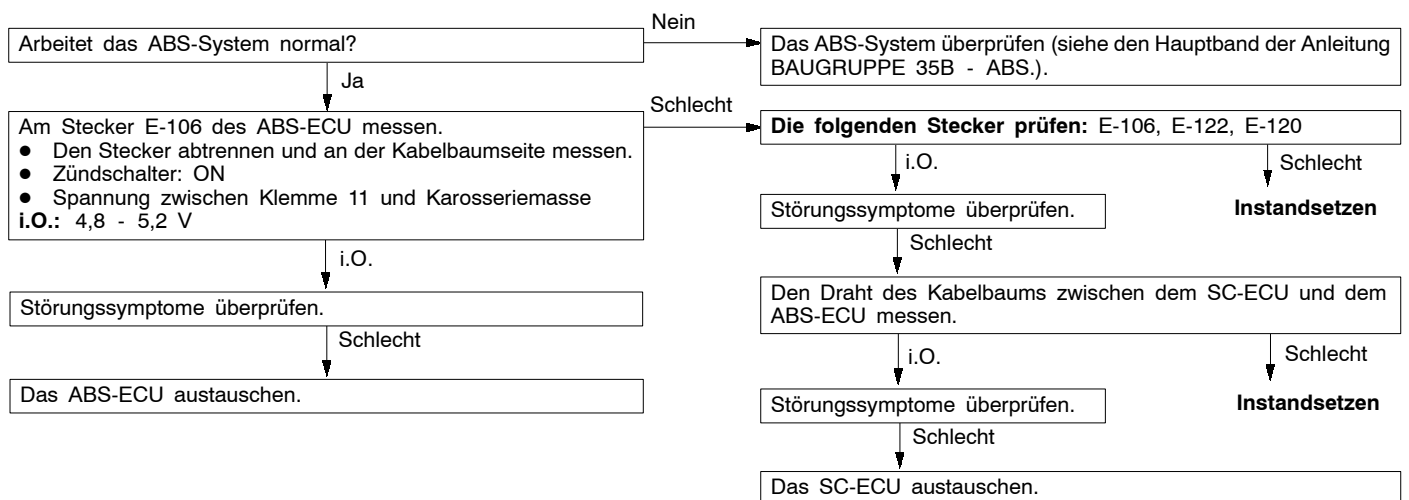 Arbeitet das ABS-System normal?
Nein
Das ABS-System überprüfen (siehe den Hauptband der Anleitung
BAUGRUPPE 35B - ABS.).
Ja
Am Stecker E-106 des ABS-ECU messen.
● Den Stecker abtrennen und an der Kabelbaumseite messen.
● Zündschalter: ON
● Spannung zwischen Klemme 11 und Karosseriemasse
i.O.: 4,8 - 5,2 V
Schlecht
Die folgenden Stecker prüfen: E-106, E-122, E-120
i.O.
Schlecht
Störungssymptome überprüfen.
Instandsetzen
Schlecht
Den Draht des Kabelbaums zwischen dem SC-ECU und dem
ABS-ECU messen.
i.O.
Schlecht
Störungssymptome überprüfen.
Instandsetzen
Schlecht
Das SC-ECU austauschen.
i.O.
Störungssymptome überprüfen.
Schlecht
Das ABS-ECU austauschen.